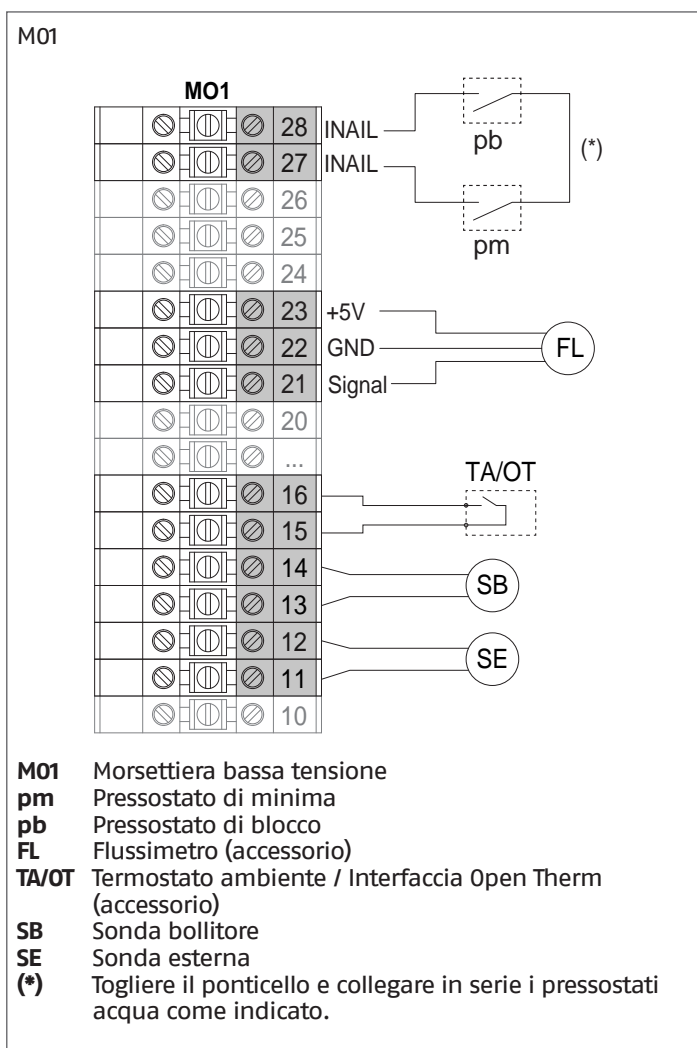 M01
MO1
28 INAIL
pb
(*)
27 INAIL
26
pm
25
24
23 +5V
22 GND
FL
21 Signal
20
...
TA/OT
16
15
14
SB
13
12
SE
11
10
M01 Morsettiera bassa tensione
pm Pressostato di minima
pb Pressostato di blocco
FL Flussimetro (accessorio)
TA/OT Termostato ambiente / Interfaccia 0pen Therm
(accessorio)
SB Sonda bollitore
SE Sonda esterna
(*) Togliere il ponticello e collegare in serie i pressostati
acqua come indicato.